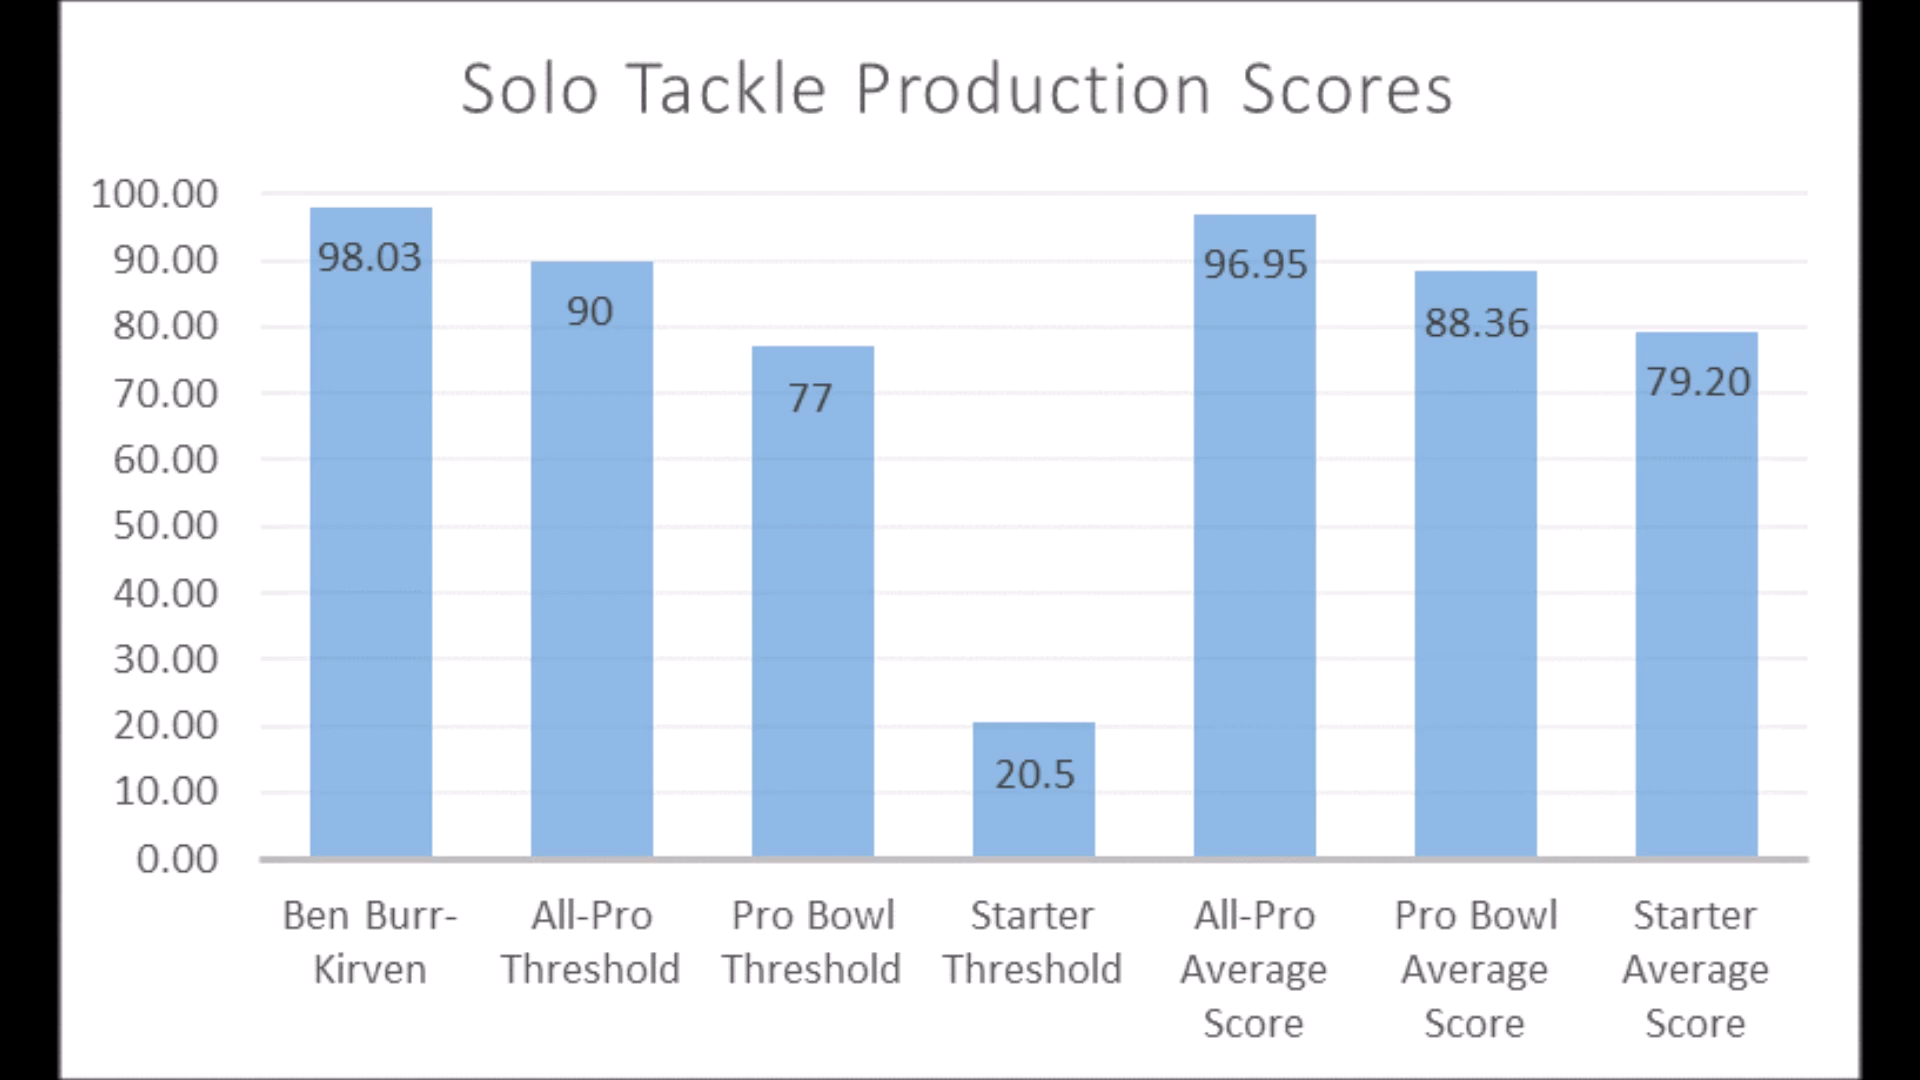 Solo Tackle Production Scores
100.00
90.00
80.00
70.00
60.00
50.00
40.00
30.00
20.00
10.00
0.00
98.03
90
77
20.5
96.95
88.36
79.20
Ben Burr-
Kirven
All-Pro
Threshold
Pro Bowl
Threshold
Starter
Threshold
All-Pro
Average
Score
Pro Bowl
Average
Score
Starter
Average
Score